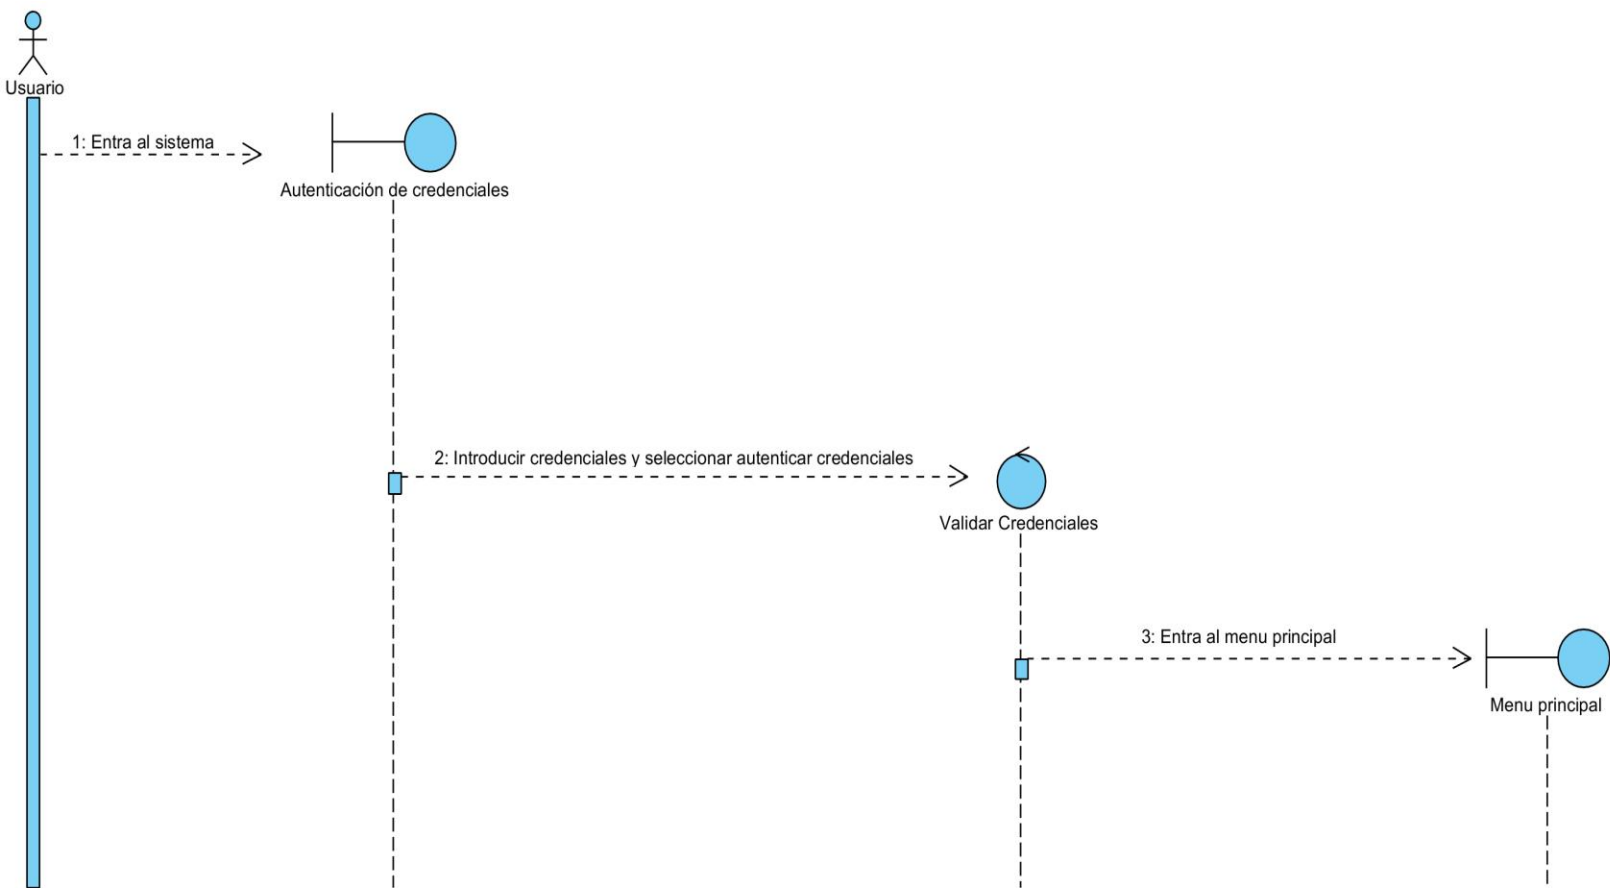 Usuario
1: Entra al sistema
Autenticación de credenciales
2: Introducir credenciales y seleccionar autenticar credenciales
Validar Credenciales
3: Entra al menu principal
Menu principal